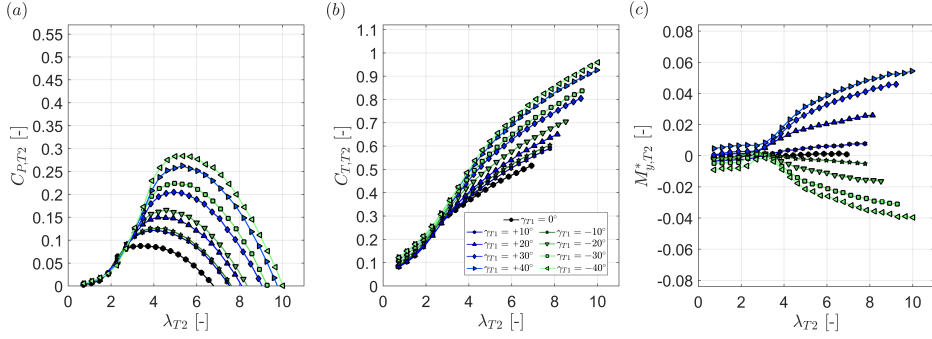 (a)
0.55
0.5
0.45
0.4
0.35
0.3
0.25
0.2
0.15
0.1
0.05
0
C_{P,T2} [-]
0 2 4 6 8 10
λ_{T2} [-]
(b)
1.1
1
0.9
0.8
0.7
0.6
0.5
0.4
0.3
0.2
0.1
0
C_{T,T2} [-]
γ_{T1} = 0°
γ_{T1} = +10° γ_{T1} = −10°
γ_{T1} = +20° γ_{T1} = −20°
γ_{T1} = +30° γ_{T1} = −30°
γ_{T1} = +40° γ_{T1} = −40°
0 2 4 6 8 10
λ_{T2} [-]
(c)
0.08
0.06
0.04
0.02
0
-0.02
-0.04
-0.06
-0.08
M*_{y,T2} [-]
0 2 4 6 8 10
λ_{T2} [-]